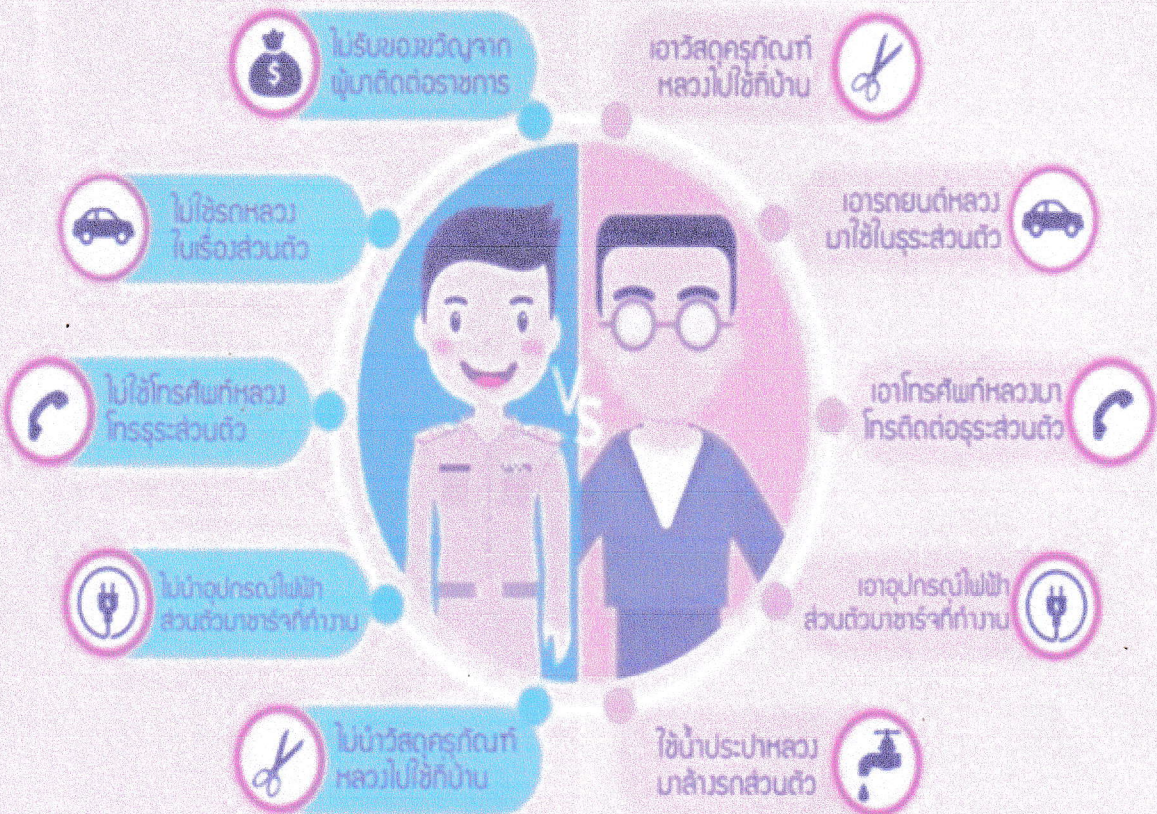 ไม่รับของขวัญจาก
ผู้มาติดต่อราชการ
ไม่ใช้รถหลวง
ในเรื่องส่วนตัว
ไม่ใช้โทรศัพท์หลวง
โทรธุระส่วนตัว
ไม่นำอุปกรณ์ไฟฟ้า
ส่วนตัวมาชาร์จที่ทำงาน
ไม่นำวัสดุครุภัณฑ์
หลวงไปใช้ที่บ้าน
VS
เอาวัสดุครุภัณฑ์
หลวงไปใช้ที่บ้าน
เอารถยนต์หลวง
มาใช้ในธุระส่วนตัว
เอาโทรศัพท์หลวงมา
โทรติดต่อธุระส่วนตัว
เอาอุปกรณ์ไฟฟ้า
ส่วนตัวมาชาร์จที่ทำงาน
ใช้น้ำประปาหลวง
มาล้างรถส่วนตัว